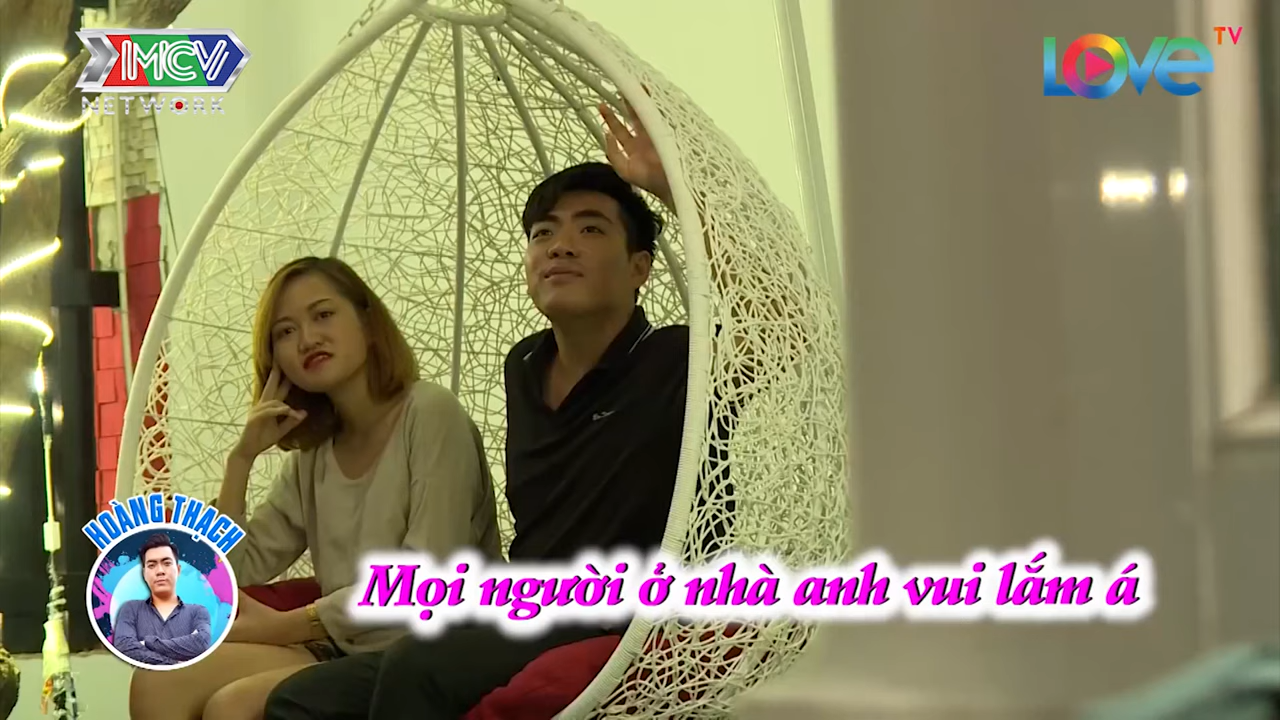 MCV
NETWORK
LOVE TV
HOÀNG THẠCH
Mọi người ở nhà anh vui lắm á